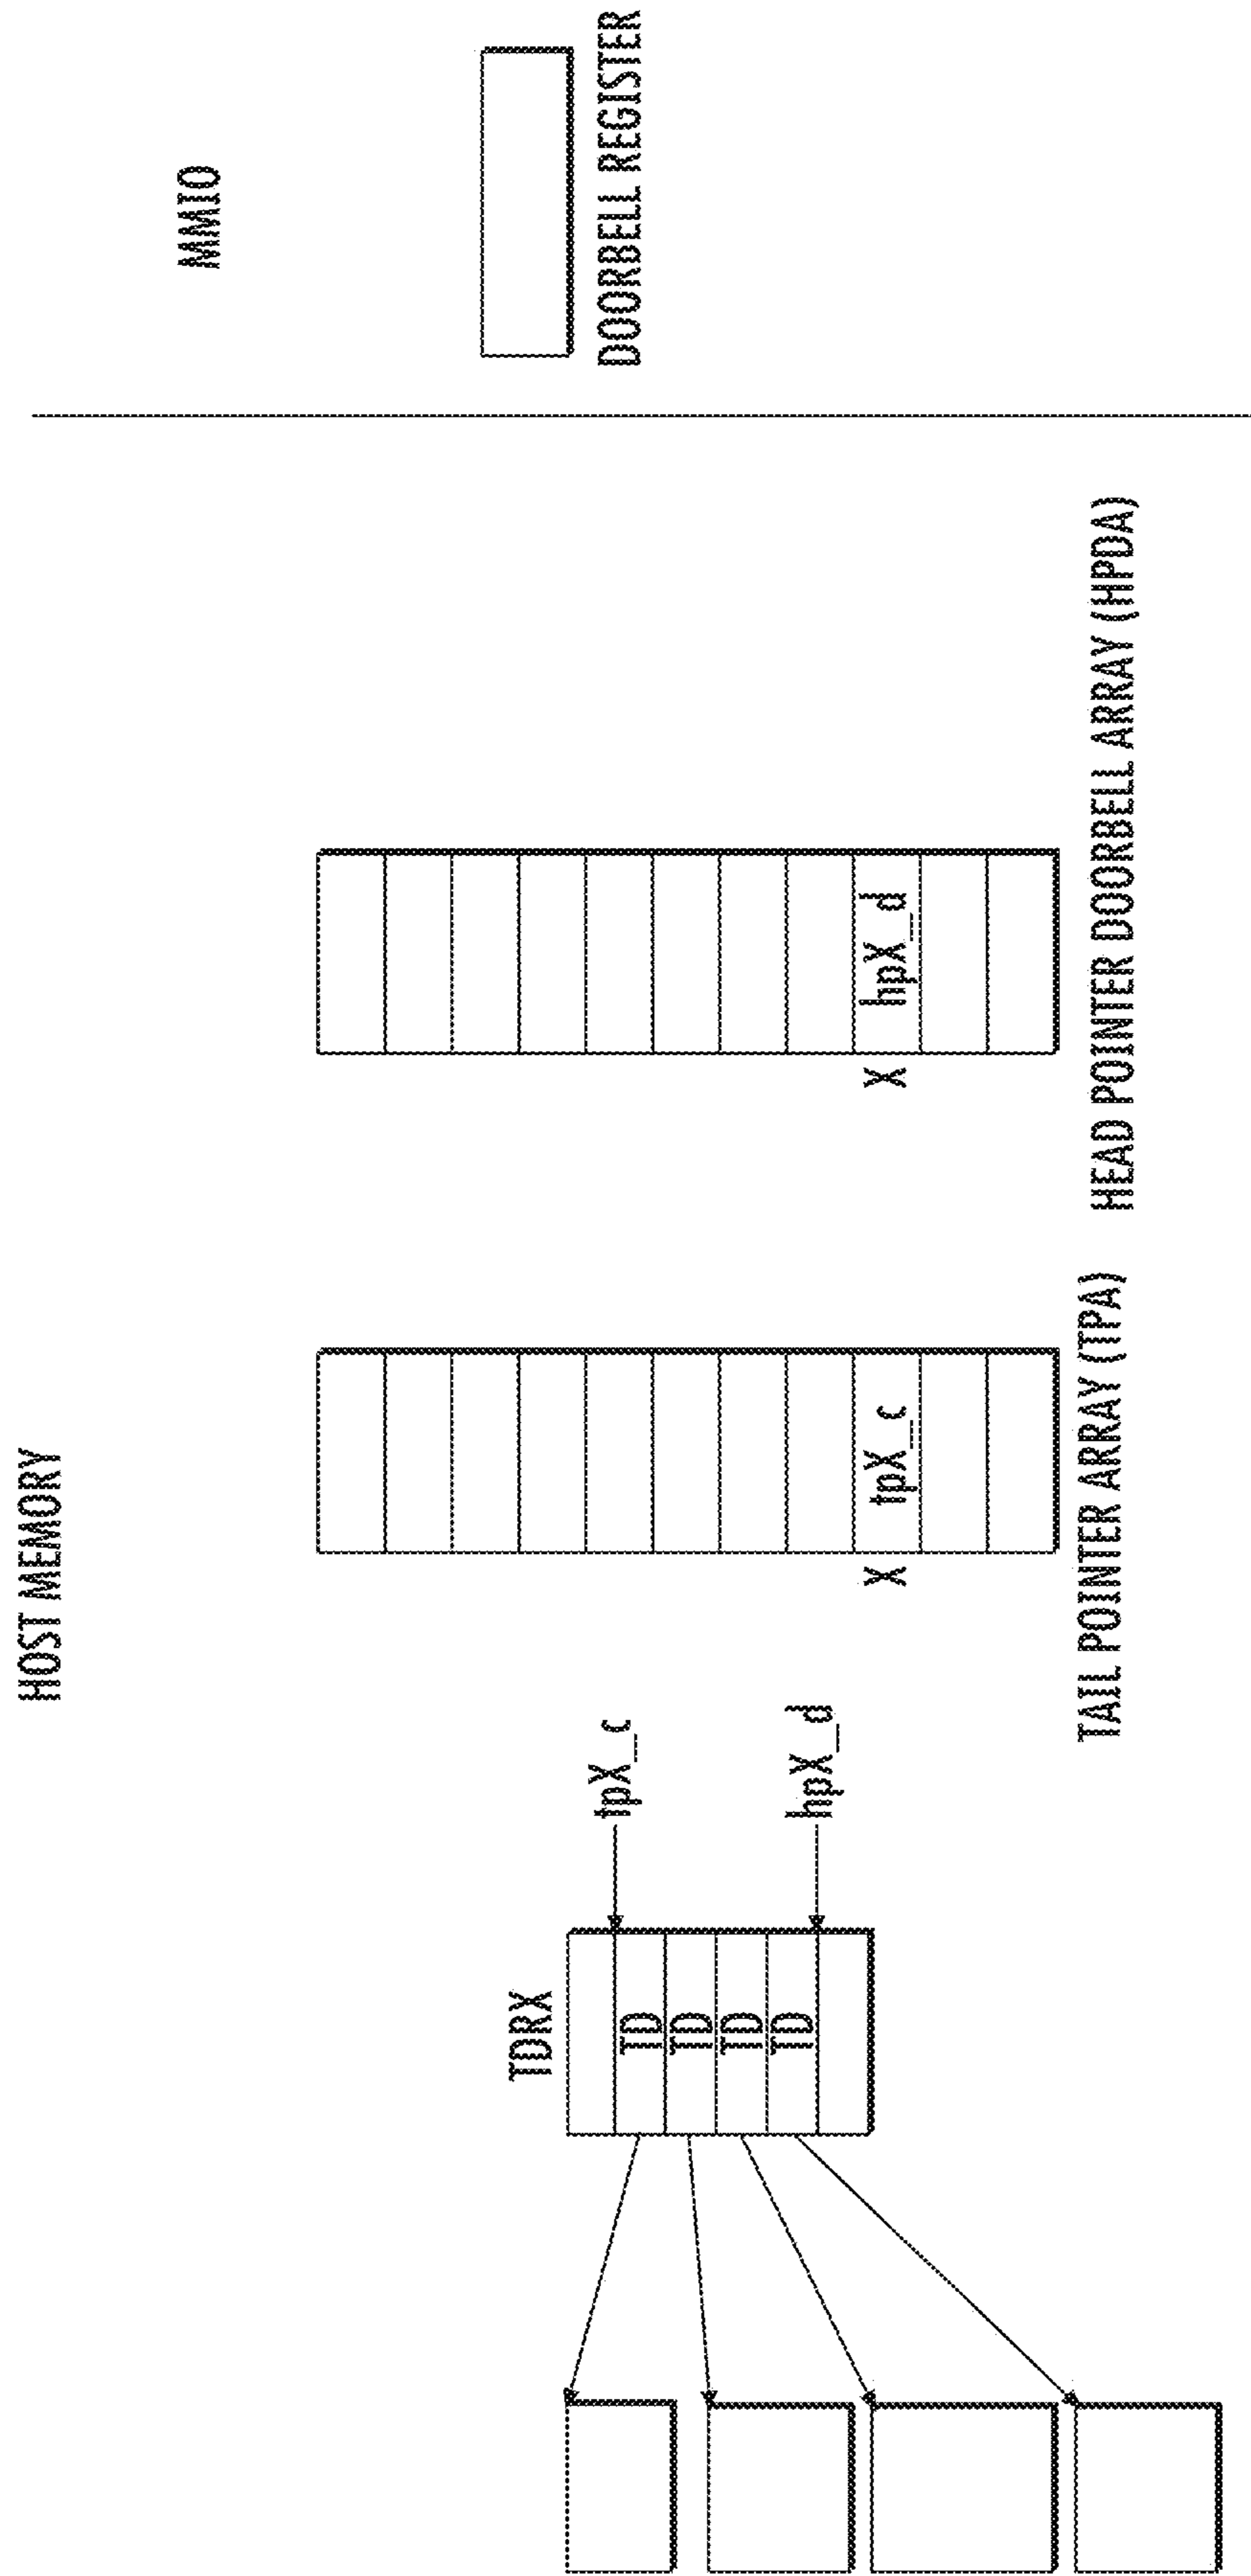 HOST MEMORY
MMIO
TDRX
TD
TD
TD
TD
tpX_c
hpX_d
X
tpX_c
TAIL POINTER ARRAY (TPA)
X
hpX_d
HEAD POINTER DOORBELL ARRAY (HPDA)
DOORBELL REGISTER